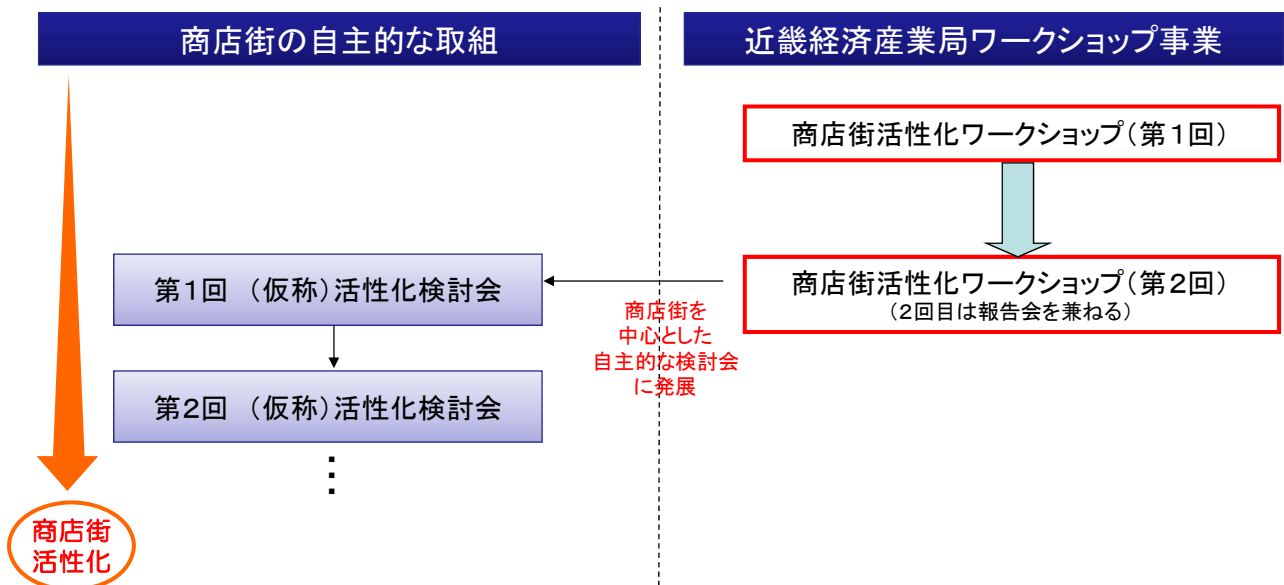 商店街の自主的な取組
近畿経済産業局ワークショップ事業
商店街活性化ワークショップ(第1回)
商店街活性化ワークショップ(第2回)
(2回目は報告会を兼ねる)
商店街を
中心とした
自主的な検討会
に発展
第1回 (仮称)活性化検討会
第2回 (仮称)活性化検討会
⋮
商店街
活性化